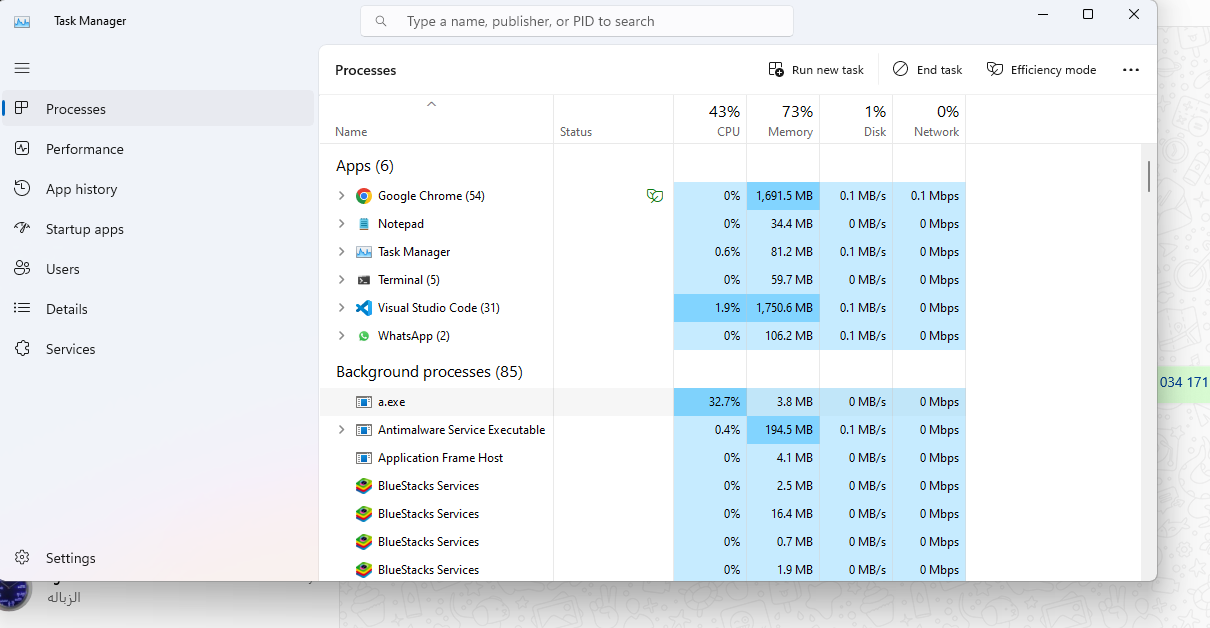 Task Manager
Type a name, publisher, or PID to search
Processes
Run new task
End task
Efficiency mode
Processes
Performance
App history
Startup apps
Users
Details
Services
Settings
43% 73% 1% 0%
Name Status CPU Memory Disk Network
Apps (6)
Google Chrome (54) 0% 1,691.5 MB 0.1 MB/s 0.1 Mbps
Notepad 0% 34.4 MB 0 MB/s 0 Mbps
Task Manager 0.6% 81.2 MB 0.1 MB/s 0 Mbps
Terminal (5) 0% 59.7 MB 0 MB/s 0 Mbps
Visual Studio Code (31) 1.9% 1,750.6 MB 0.1 MB/s 0 Mbps
WhatsApp (2) 0% 106.2 MB 0.1 MB/s 0 Mbps
Background processes (85)
a.exe 32.7% 3.8 MB 0 MB/s 0 Mbps
Antimalware Service Executable 0.4% 194.5 MB 0.1 MB/s 0 Mbps
Application Frame Host 0% 4.1 MB 0 MB/s 0 Mbps
BlueStacks Services 0% 2.5 MB 0 MB/s 0 Mbps
BlueStacks Services 0% 16.4 MB 0 MB/s 0 Mbps
BlueStacks Services 0% 0.7 MB 0 MB/s 0 Mbps
BlueStacks Services 0% 1.9 MB 0 MB/s 0 Mbps
034 171
الزباله